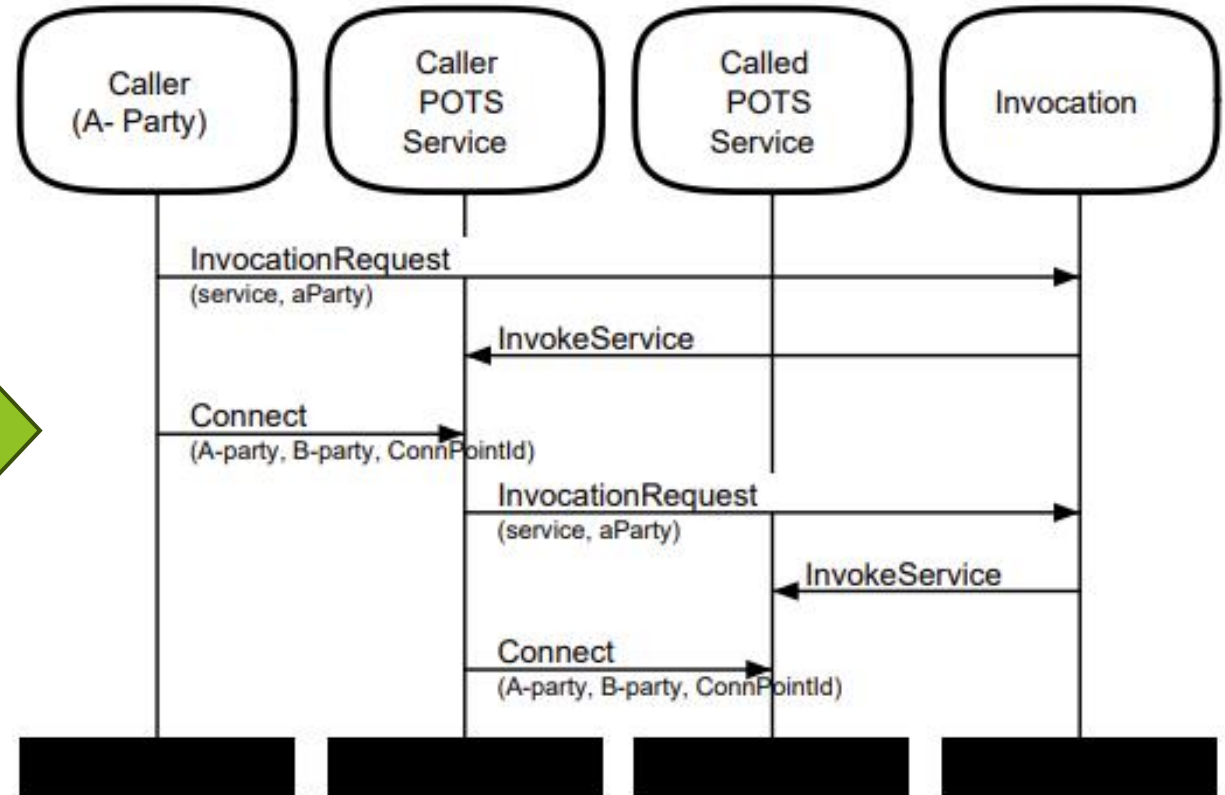 Caller
(A- Party)
Caller
POTS
Service
Called
POTS
Service
Invocation
InvocationRequest
(service, aParty)
InvokeService
Connect
(A-party, B-party, ConnPointId)
InvocationRequest
(service, aParty)
InvokeService
Connect
(A-party, B-party, ConnPointId)